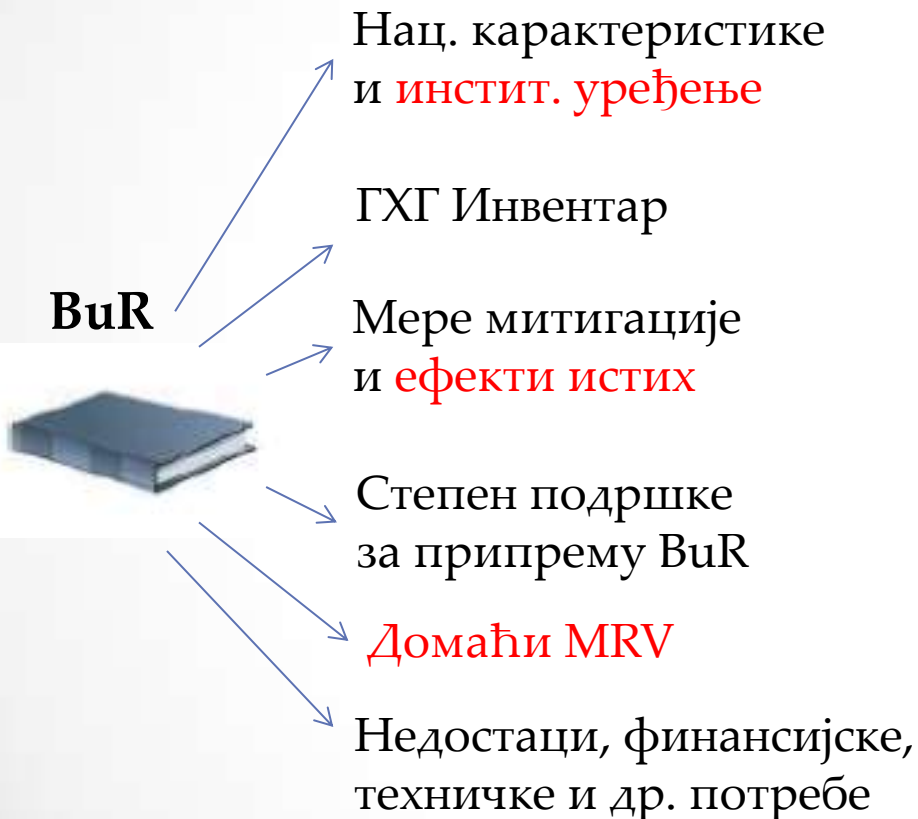 Нац. карактеристике
и инстит. уређење
ГХГ Инвентар
BuR
Мере митигације
и ефекти истих
Степен подршке
за припрему BuR
Домаћи MRV
Недостаци, финансијске,
техничке и др. потребе